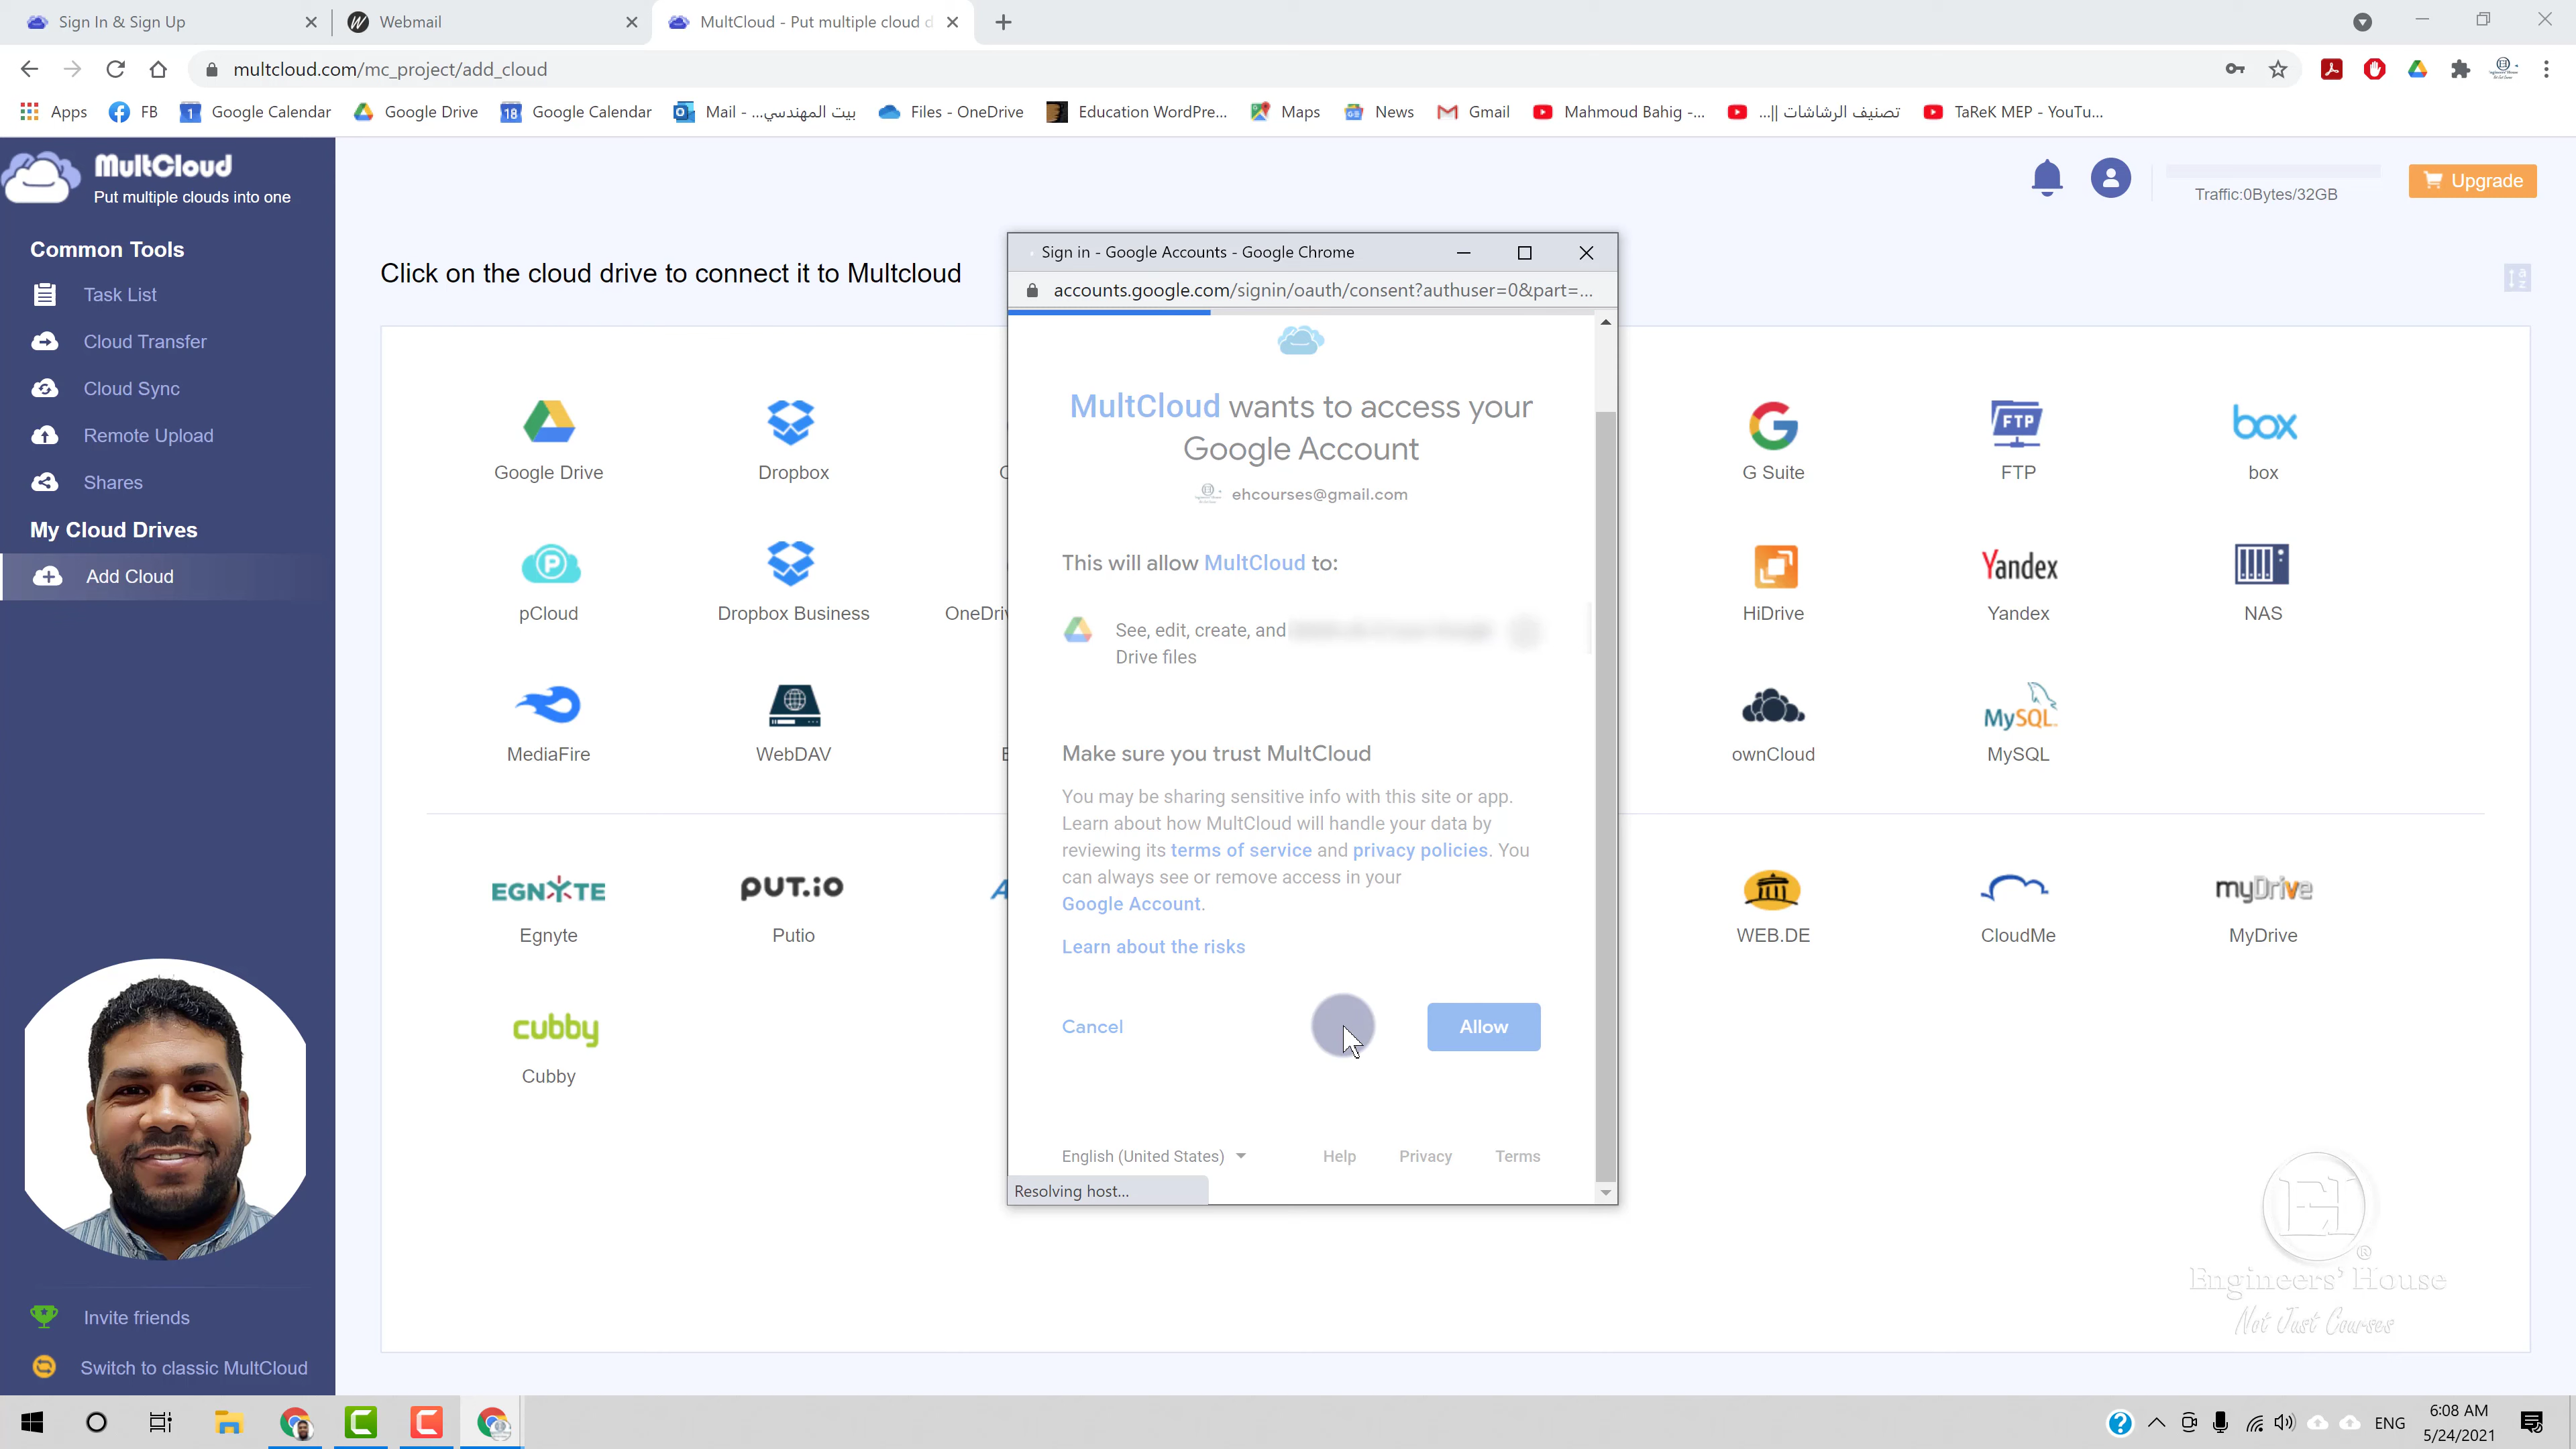 Sign In & Sign Up
Webmail
MultCloud - Put multiple cloud d
multcloud.com/mc_project/add_cloud
Apps
FB
1 Google Calendar
Google Drive
18 Google Calendar
Mail - ...بيت المهندسي
Files - OneDrive
Education WordPre...
Maps
News
Gmail
Mahmoud Bahig -...
تصنيف الرشاشات ||...
TaReK MEP - YouTu...
MultCloud
Put multiple clouds into one
Traffic:0Bytes/32GB
Upgrade
Common Tools
Task List
Cloud Transfer
Cloud Sync
Remote Upload
Shares
My Cloud Drives
Add Cloud
Invite friends
Switch to classic MultCloud
Click on the cloud drive to connect it to Multcloud
Google Drive
Dropbox
G Suite
FTP
FTP
box
box
pCloud
Dropbox Business
OneDriv
HiDrive
Yandex
Yandex
NAS
MediaFire
WebDAV
ownCloud
MySQL
MySQL
EGNYTE
Egnyte
PUT.iO
Putio
WEB.DE
CloudMe
myDrive
MyDrive
cubby
Cubby
Sign in - Google Accounts - Google Chrome
accounts.google.com/signin/oauth/consent?authuser=0&part=...
MultCloud wants to access your
Google Account
ehcourses@gmail.com
This will allow MultCloud to:
See, edit, create, and
Drive files
Make sure you trust MultCloud
You may be sharing sensitive info with this site or app.
Learn about how MultCloud will handle your data by
reviewing its terms of service and privacy policies. You
can always see or remove access in your
Google Account.
Learn about the risks
Cancel
Allow
English (United States)
Help
Privacy
Terms
Resolving host...
EH
®
Engineers' House
Not Just Courses
ENG
6:08 AM
5/24/2021